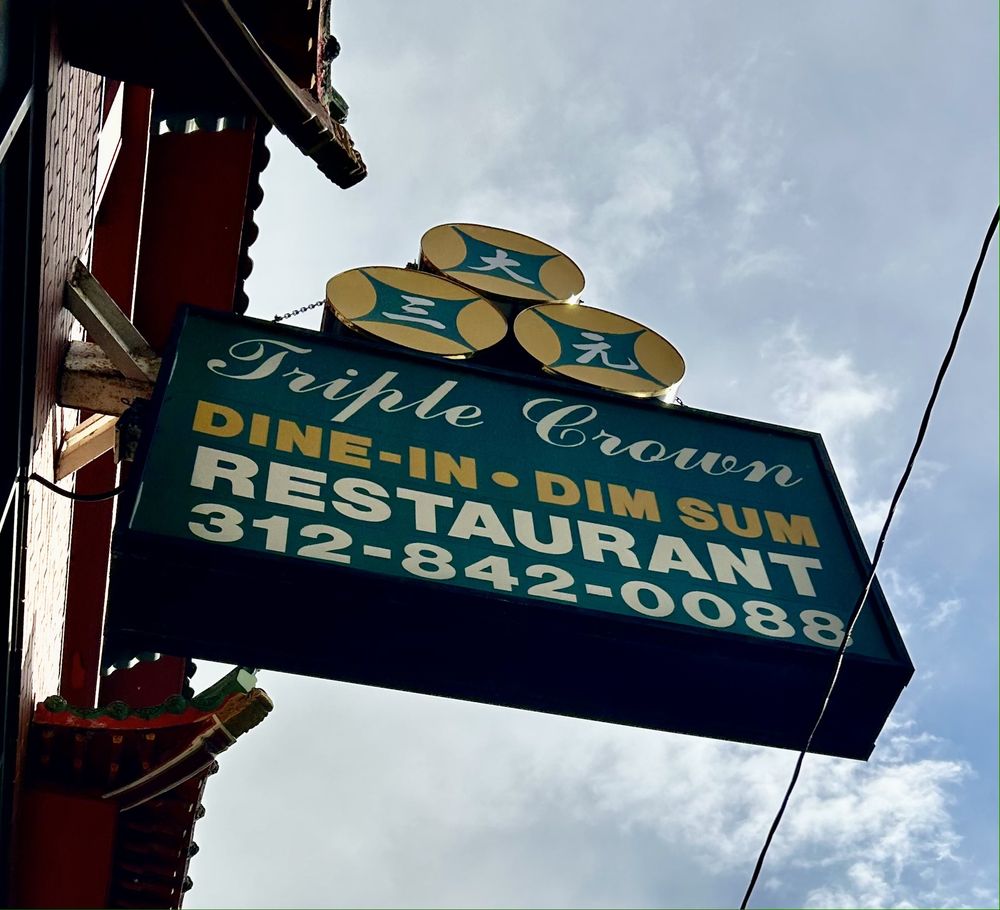 大
三 元
Triple Crown
DINE-IN • DIM SUM
RESTAURANT
312-842-0088